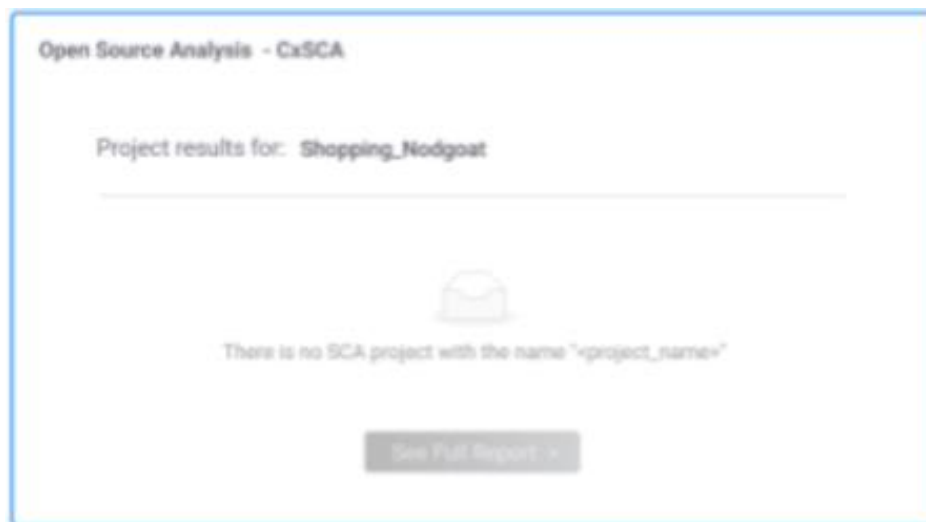 Open Source Analysis - CxSCA
Project results for: Shopping_Nodgoat
There is no SCA project with the name "<project_name>"
See Full Report